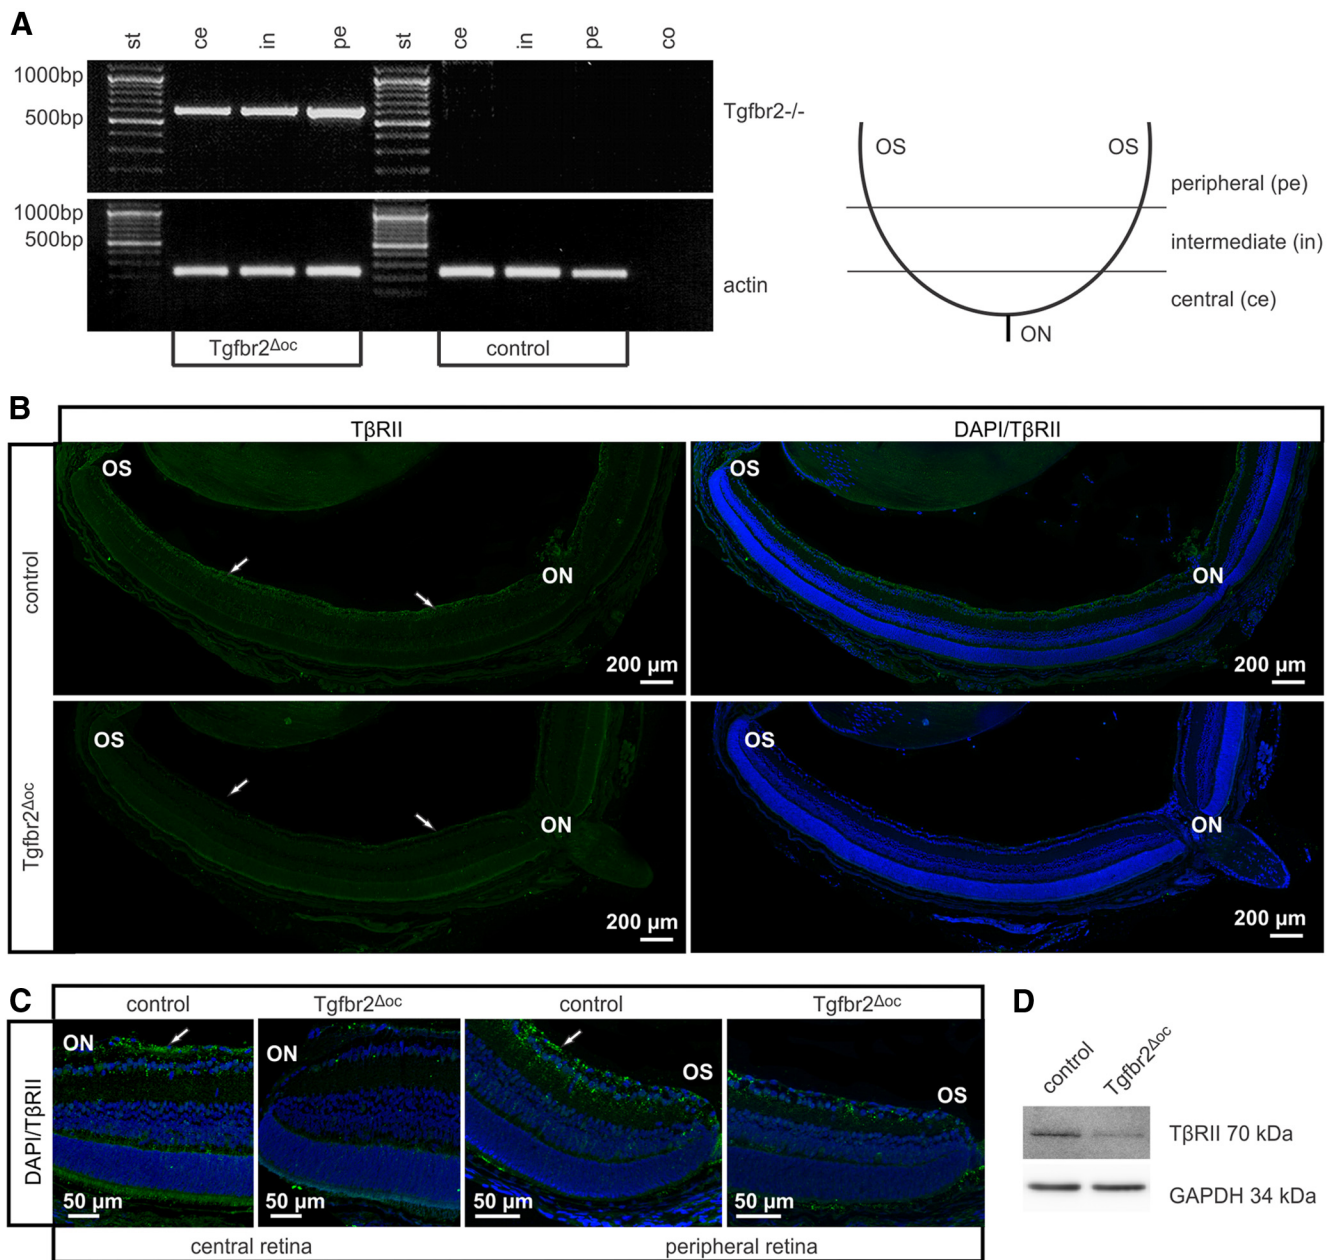 A
st ce in pe st ce in pe co
1000bp
500bp
Tgfbr2-/-
1000bp
500bp
actin
Tgfbr2Δoc
control
OS
OS
peripheral (pe)
intermediate (in)
central (ce)
ON
B
TβRII
DAPI/TβRII
control
OS
ON
200 µm
OS
ON
200 µm
Tgfbr2Δoc
OS
ON
200 µm
OS
ON
200 µm
C
control
Tgfbr2Δoc
control
Tgfbr2Δoc
DAPI/TβRII
ON
50 µm
ON
50 µm
OS
50 µm
OS
50 µm
central retina
peripheral retina
D
control
Tgfbr2Δoc
TβRII 70 kDa
GAPDH 34 kDa